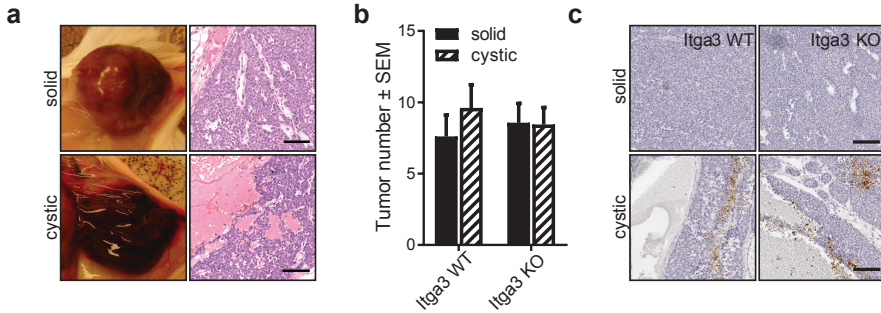 a
solid
cystic
b
Tumor number ± SEM
15
10
5
0
solid
cystic
Itga3 WT
Itga3 KO
c
Itga3 WT
Itga3 KO
solid
cystic